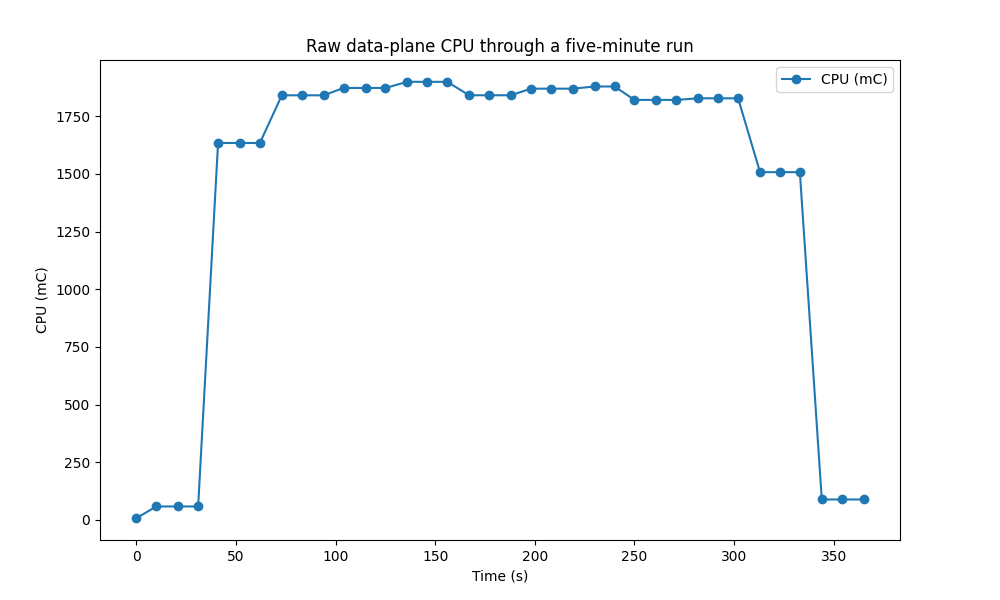 Raw data-plane CPU through a five-minute run
CPU (mC)
CPU (mC)
1750
1500
1250
1000
750
500
250
0
0 50 100 150 200 250 300 350
Time (s)